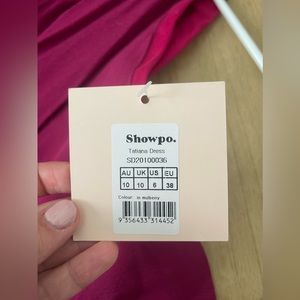 Showpo.
Tatiana Dress
SD20100036
AU UK US EU
10 10 6 38
Colour: in mulberry
9 356433 314452